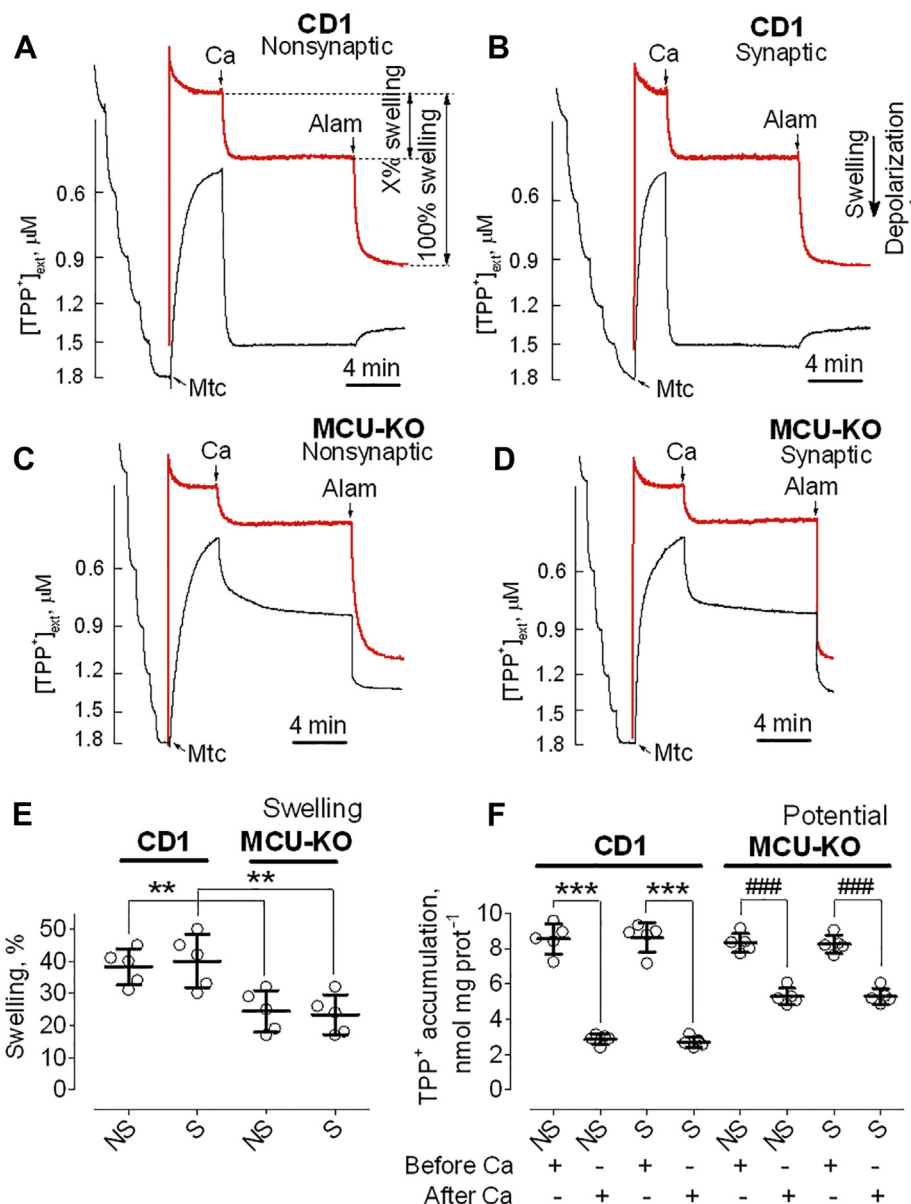 A
CD1
Nonsynaptic
Ca
Alam
X% swelling
100% swelling
0.6
0.9
1.2
1.5
1.8
[TPP+]ext, µM
Mtc
4 min
B
CD1
Synaptic
Ca
Alam
Swelling
Depolarization
0.6
0.9
1.2
1.5
1.8
[TPP+]ext, µM
Mtc
4 min
C
MCU-KO
Nonsynaptic
Ca
Alam
0.6
0.9
1.2
1.5
1.8
[TPP+]ext, µM
Mtc
4 min
D
MCU-KO
Synaptic
Ca
Alam
0.6
0.9
1.2
1.5
1.8
[TPP+]ext, µM
Mtc
4 min
E
Swelling
CD1 MCU-KO
** **
Swelling, %
50
40
30
20
10
0
NS S NS S
F
Potential
CD1 MCU-KO
*** *** ### ###
TPP+ accumulation,
nmol mg prot-1
10
8
6
4
2
0
NS NS S S NS NS S S
Before Ca + - + - + - + -
After Ca - + - + - + - +